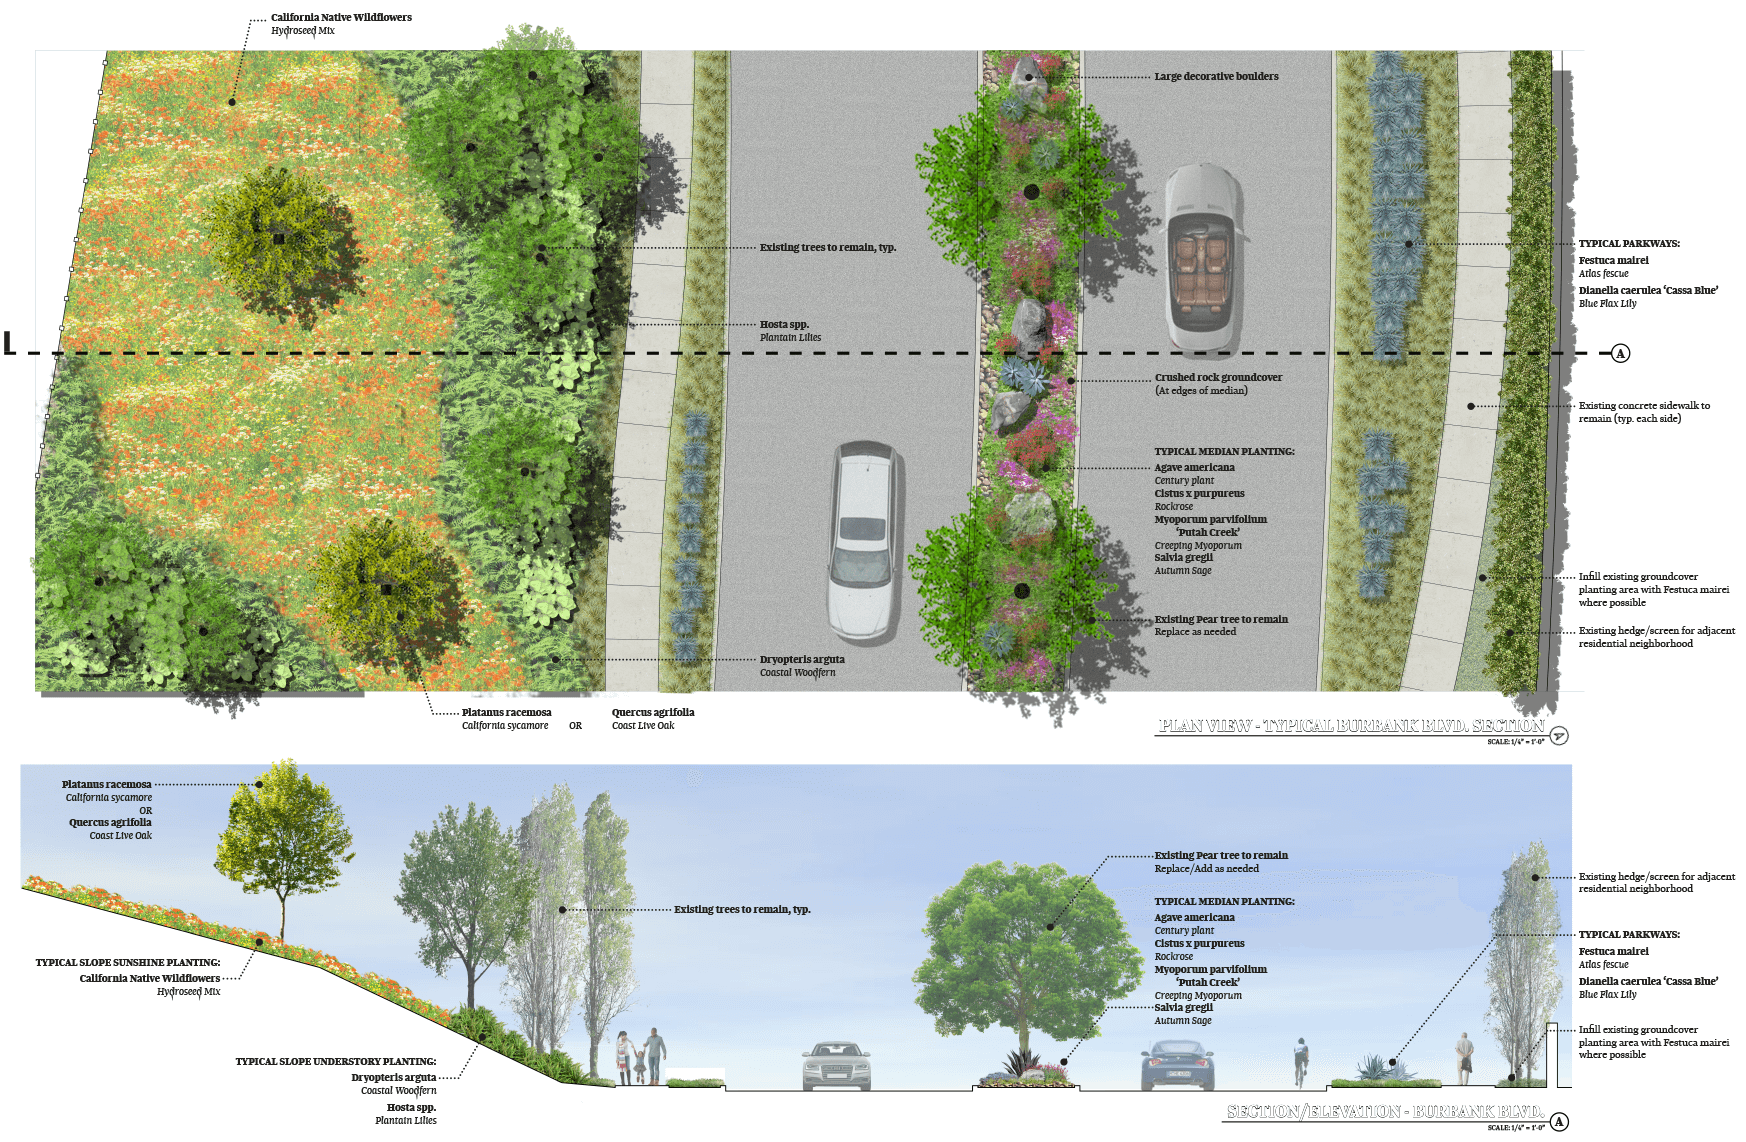 California Native Wildflowers
Hydroseed Mix
Large decorative boulders
Existing trees to remain, typ.
TYPICAL PARKWAYS:
Festuca mairei
Atlas fescue
Dianella caerulea ‘Cassa Blue’
Blue Flax Lily
Hosta spp.
Plantain Lilies
A
Crushed rock groundcover
(At edges of median)
Existing concrete sidewalk to
remain (typ. each side)
TYPICAL MEDIAN PLANTING:
Agave americana
Century plant
Cistus x purpureus
Rockrose
Myoporum parvifolium
‘Putah Creek’
Creeping Myoporum
Salvia gregii
Autumn Sage
Infill existing groundcover
planting area with Festuca mairei
where possible
Existing Pear tree to remain
Replace as needed
Existing hedge/screen for adjacent
residential neighborhood
Dryopteris arguta
Coastal Woodfern
Platanus racemosa
California sycamore OR
Quercus agrifolia
Coast Live Oak
PLAN VIEW - TYPICAL BURBANK BLVD. SECTION
SCALE: 1/4" = 1'-0"
Platanus racemosa
California sycamore
OR
Quercus agrifolia
Coast Live Oak
Existing trees to remain, typ.
Existing Pear tree to remain
Replace/Add as needed
TYPICAL MEDIAN PLANTING:
Agave americana
Century plant
Cistus x purpureus
Rockrose
Myoporum parvifolium
‘Putah Creek’
Creeping Myoporum
Salvia gregii
Autumn Sage
Existing hedge/screen for adjacent
residential neighborhood
TYPICAL PARKWAYS:
Festuca mairei
Atlas fescue
Dianella caerulea ‘Cassa Blue’
Blue Flax Lily
Infill existing groundcover
planting area with Festuca mairei
where possible
TYPICAL SLOPE SUNSHINE PLANTING:
California Native Wildflowers
Hydroseed Mix
TYPICAL SLOPE UNDERSTORY PLANTING:
Dryopteris arguta
Coastal Woodfern
Hosta spp.
Plantain Lilies
SECTION/ELEVATION - BURBANK BLVD.
A
SCALE: 1/4" = 1'-0"